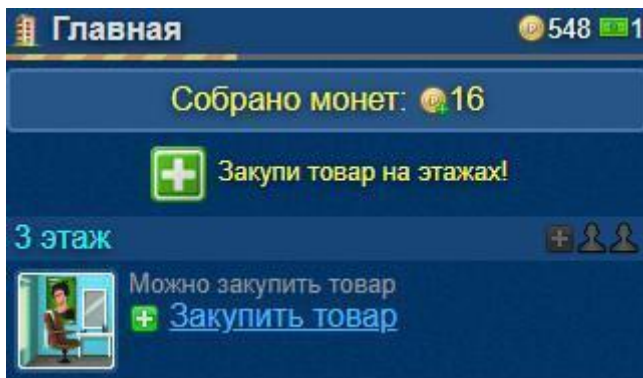 Главная 548 1
Собрано монет: 16
Закупи товар на этажах!
3 этаж
Можно закупить товар
Закупить товар